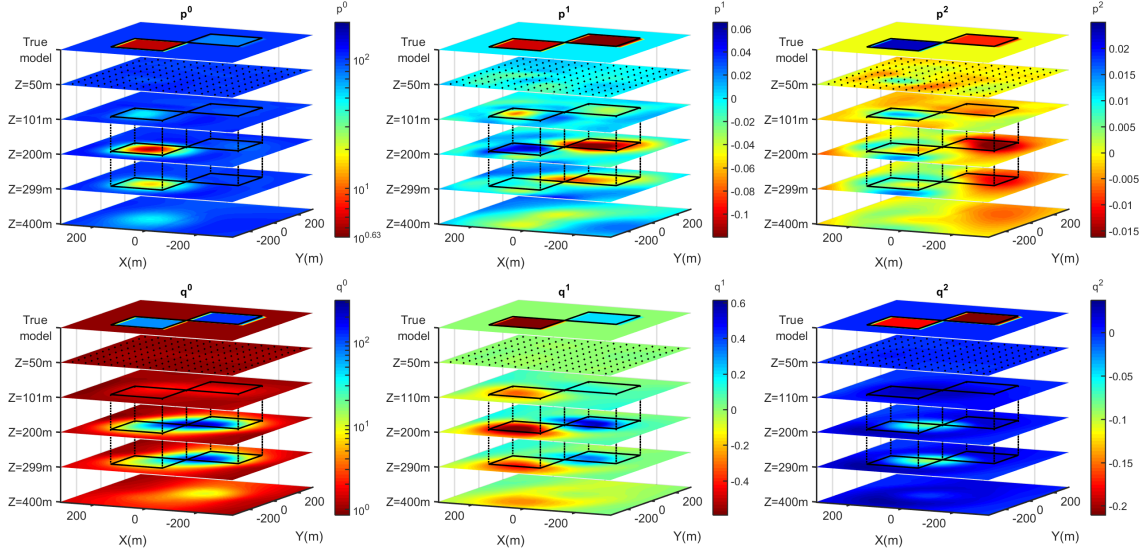 p⁰
True
model
Z=50m
Z=101m
Z=200m
Z=299m
Z=400m
200
0
-200
X(m)
-200
0
200
Y(m)
p⁰
10²
10¹
10^0.63
p¹
True
model
Z=50m
Z=101m
Z=200m
Z=299m
Z=400m
200
0
-200
X(m)
-200
0
200
Y(m)
p¹
0.06
0.04
0.02
0
-0.02
-0.04
-0.06
-0.08
-0.1
p²
True
model
Z=50m
Z=101m
Z=200m
Z=299m
Z=400m
200
0
-200
X(m)
-200
0
200
Y(m)
p²
0.02
0.015
0.01
0.005
0
-0.005
-0.01
-0.015
q⁰
True
model
Z=50m
Z=101m
Z=200m
Z=299m
Z=400m
200
0
-200
X(m)
-200
0
200
Y(m)
q⁰
10²
10¹
10⁰
q¹
True
model
Z=50m
Z=110m
Z=200m
Z=290m
Z=400m
200
0
-200
X(m)
-200
0
200
Y(m)
q¹
0.6
0.4
0.2
0
-0.2
-0.4
q²
True
model
Z=50m
Z=110m
Z=200m
Z=290m
Z=400m
200
0
-200
X(m)
-200
0
200
Y(m)
q²
0
-0.05
-0.1
-0.15
-0.2